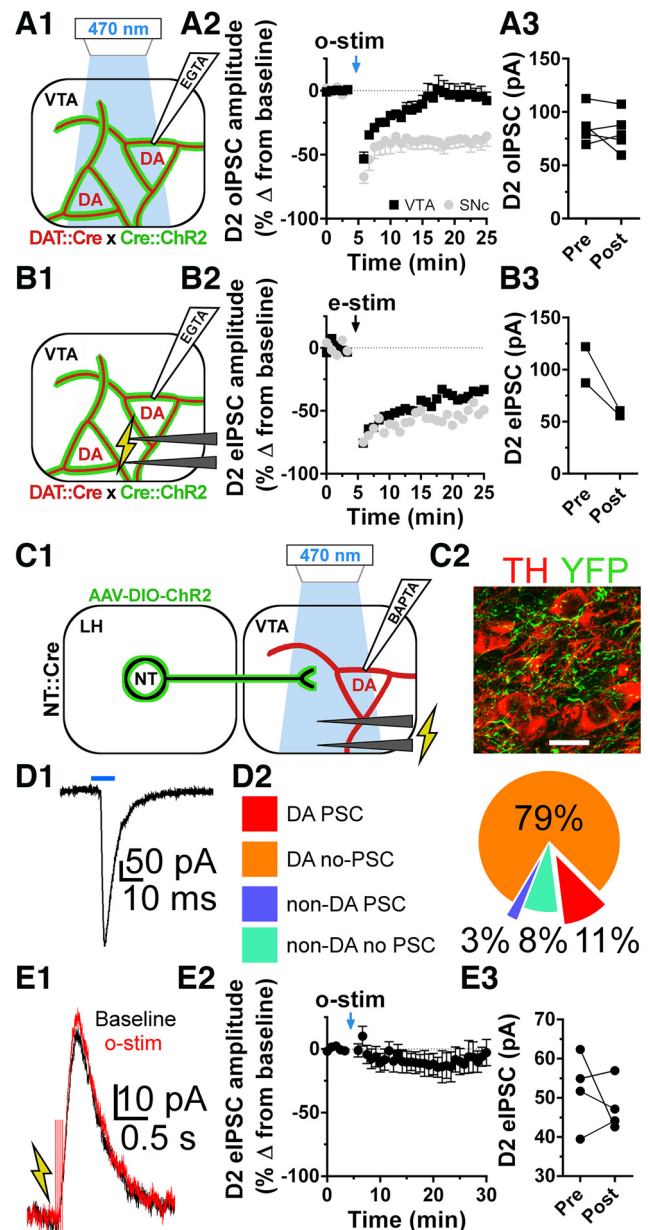 A1
470 nm
VTA
EGTA
DA
DA
DAT::Cre x Cre::ChR2
A2
o-stim
D2 oIPSC amplitude
(% Δ from baseline)
0
-50
-100
VTA
SNc
0 5 10 15 20 25
Time (min)
A3
D2 oIPSC (pA)
150
100
50
0
Pre
Post
B1
VTA
EGTA
DA
DA
DAT::Cre x Cre::ChR2
B2
e-stim
D2 eIPSC amplitude
(% Δ from baseline)
0
-50
-100
0 5 10 15 20 25
Time (min)
B3
D2 eIPSC (pA)
150
100
50
0
Pre
Post
C1
470 nm
AAV-DIO-ChR2
NT::Cre
LH
NT
VTA
BAPTA
DA
C2
TH YFP
D1
50 pA
10 ms
D2
DA PSC
DA no-PSC
non-DA PSC
non-DA no PSC
79%
3% 8% 11%
E1
Baseline
o-stim
10 pA
0.5 s
E2
o-stim
D2 eIPSC amplitude
(% Δ from baseline)
0
-50
-100
0 10 20 30
Time (min)
E3
D2 eIPSC (pA)
70
60
50
40
30
Pre
Post